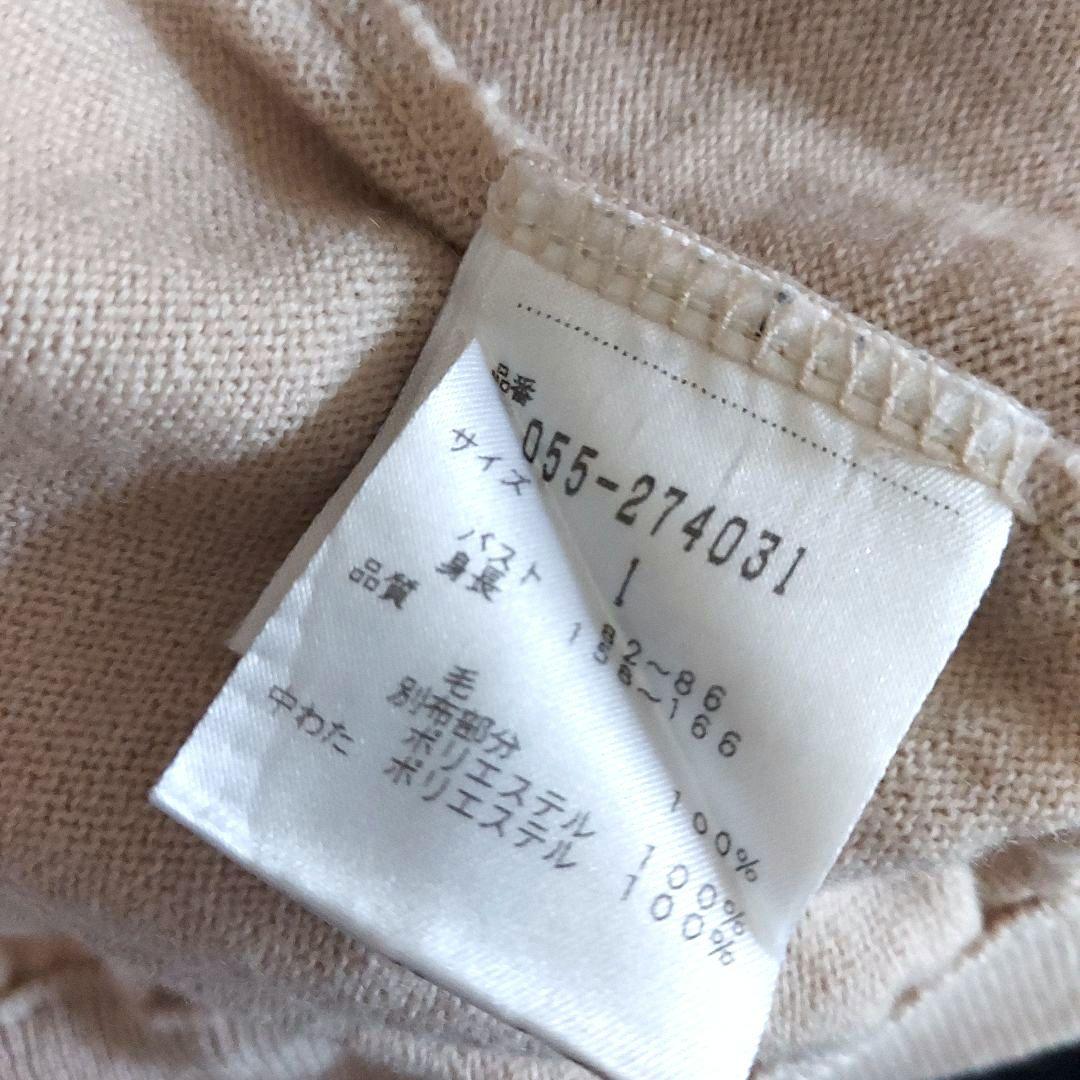 品番
055-274031
サイズ 1
バスト 82～86
身長 156～166
品質
毛 100%
別布部分
ポリエステル 100%
中わた ポリエステル 100%